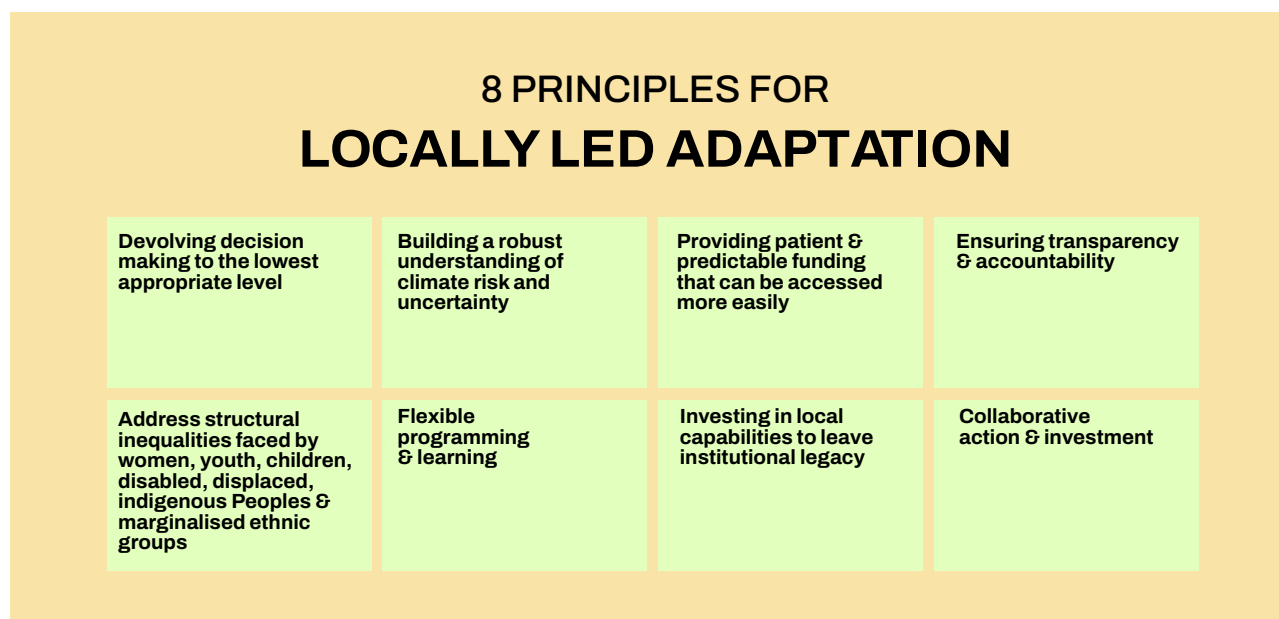 8 PRINCIPLES FOR
LOCALLY LED ADAPTATION
Devolving decision
making to the lowest
appropriate level
Building a robust
understanding of
climate risk and
uncertainty
Providing patient &
predictable funding
that can be accessed
more easily
Ensuring transparency
& accountability
Address structural
inequalities faced by
women, youth, children,
disabled, displaced,
indigenous Peoples &
marginalised ethnic
groups
Flexible
programming
& learning
Investing in local
capabilities to leave
institutional legacy
Collaborative
action & investment